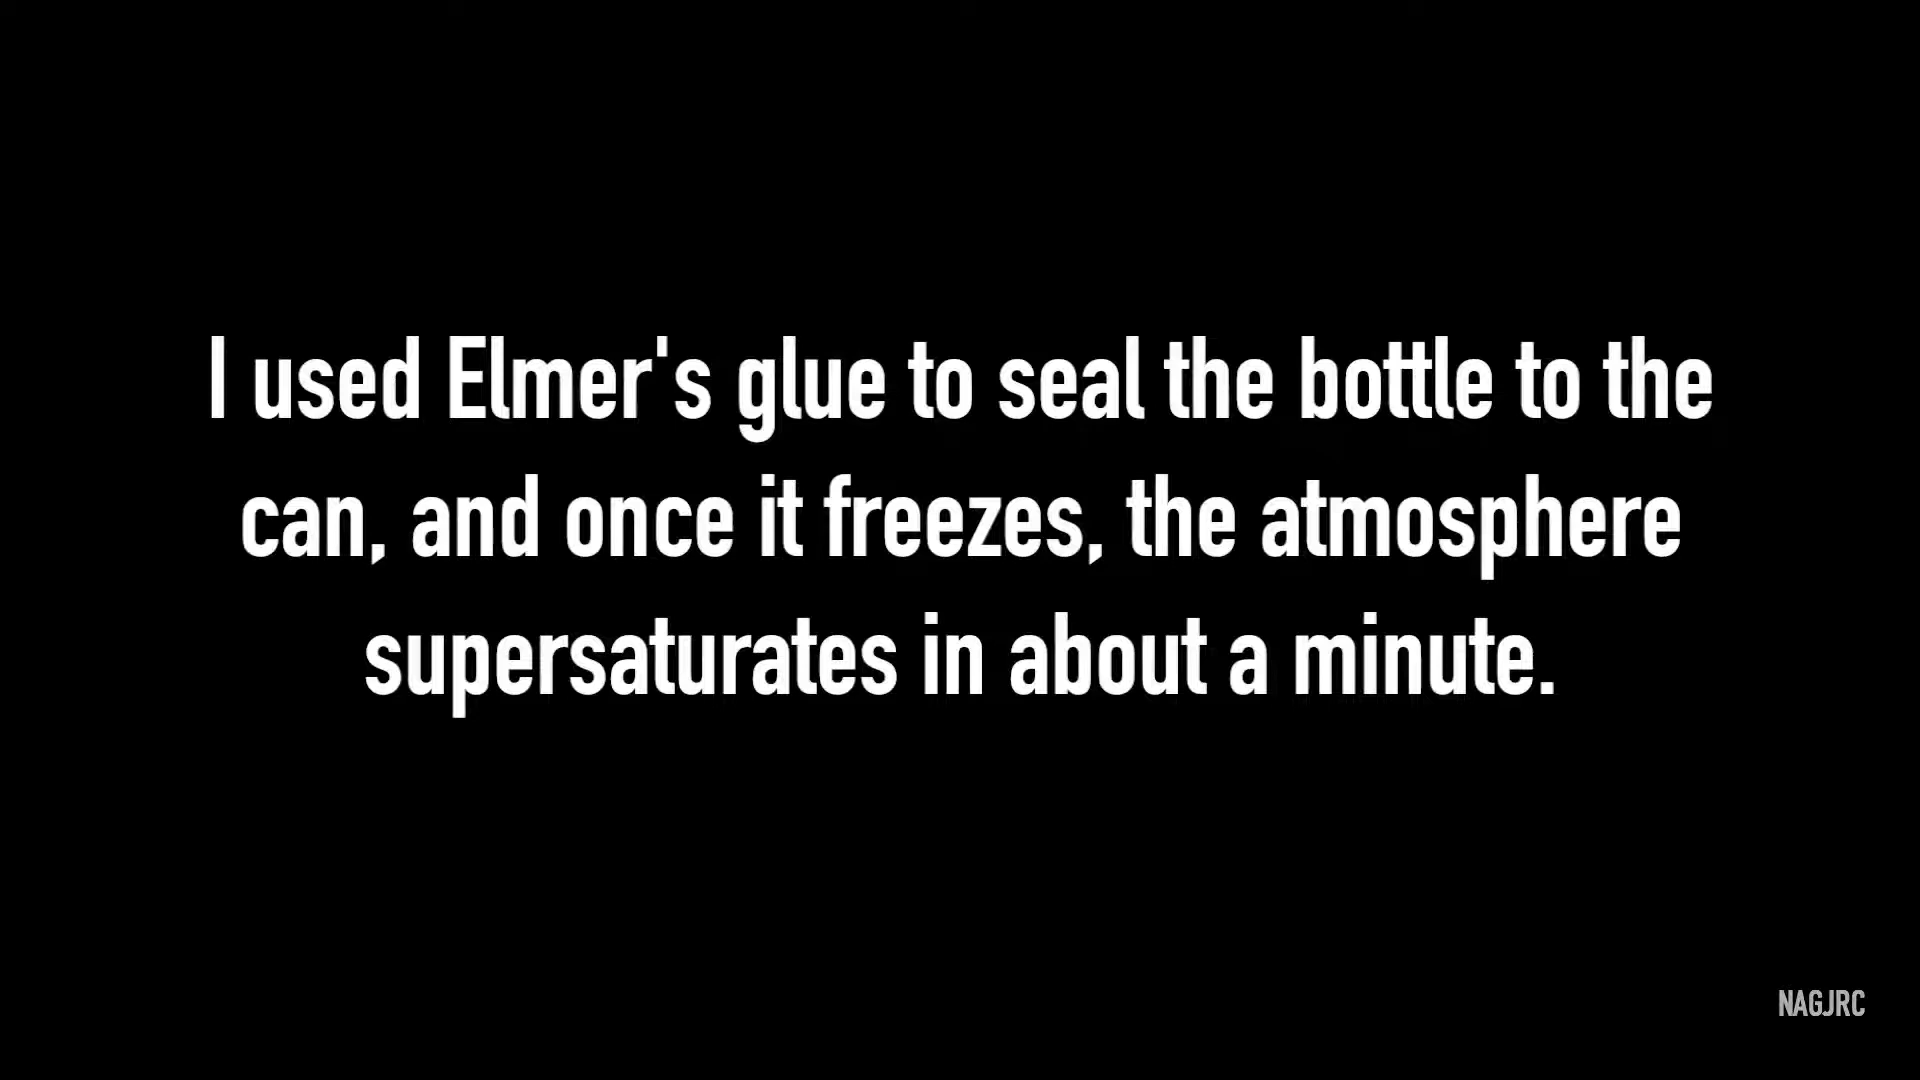 I used Elmer's glue to seal the bottle to the
can, and once it freezes, the atmosphere
supersaturates in about a minute.
NAGJRC